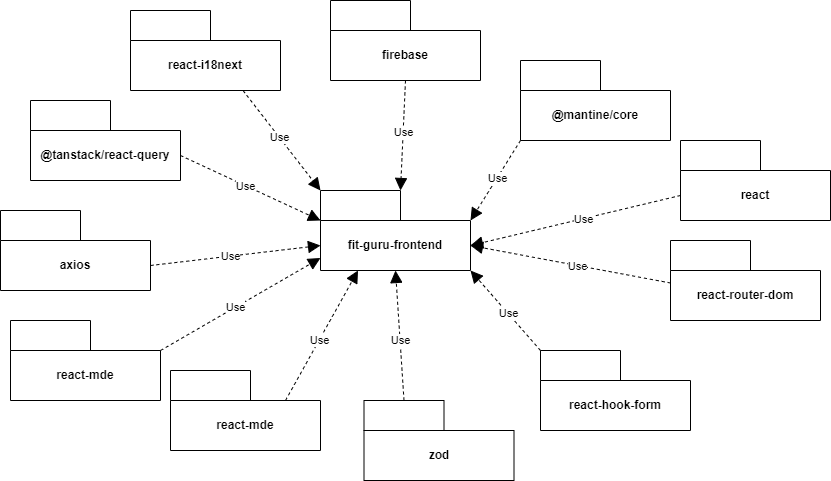 firebase
react-i18next
@mantine/core
Use
Use
@tanstack/react-query
Use
Use
react
Use
Use
fit-guru-frontend
Use
axios
Use
react-router-dom
Use
Use
Use
Use
react-mde
react-hook-form
react-mde
zod